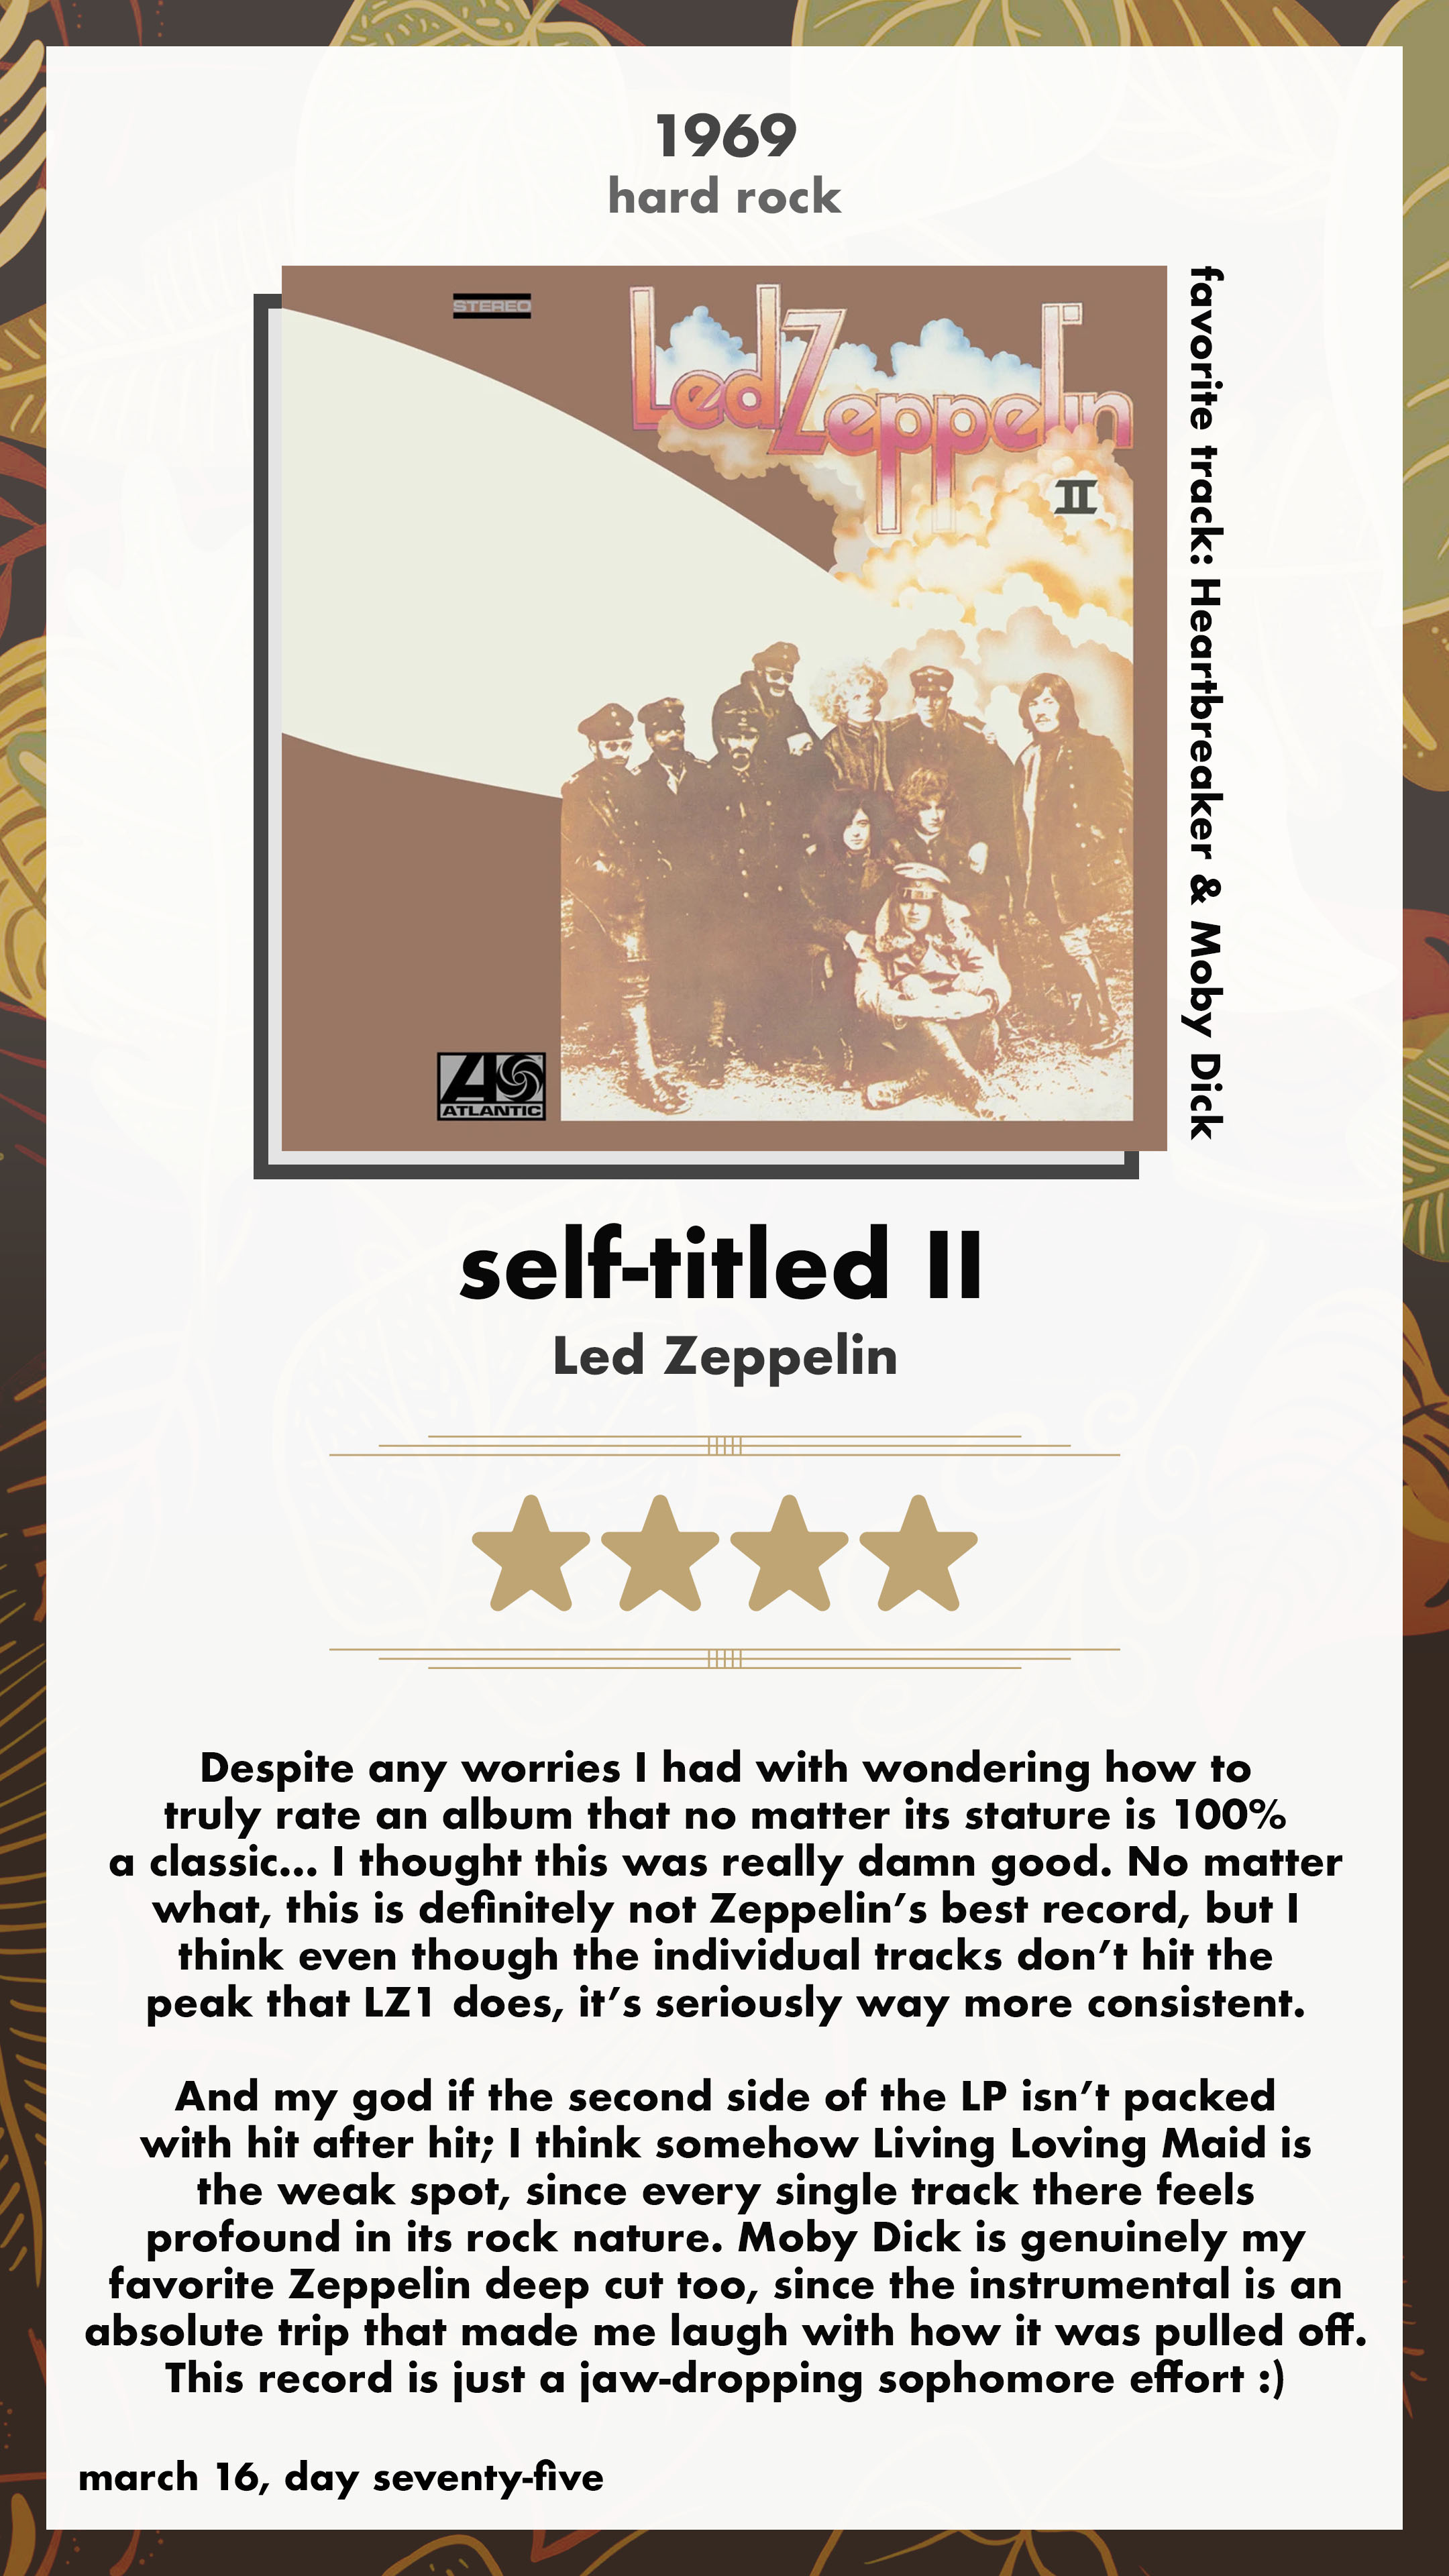 1969
hard rock
STEREO
Led Zeppelin
II
ATLANTIC
favorite track: Heartbreaker & Moby Dick
self-titled II
Led Zeppelin
Despite any worries I had with wondering how to
truly rate an album that no matter its stature is 100%
a classic... I thought this was really damn good. No matter
what, this is definitely not Zeppelin’s best record, but I
think even though the individual tracks don’t hit the
peak that LZ1 does, it’s seriously way more consistent.
And my god if the second side of the LP isn’t packed
with hit after hit; I think somehow Living Loving Maid is
the weak spot, since every single track there feels
profound in its rock nature. Moby Dick is genuinely my
favorite Zeppelin deep cut too, since the instrumental is an
absolute trip that made me laugh with how it was pulled off.
This record is just a jaw-dropping sophomore effort :)
march 16, day seventy-five